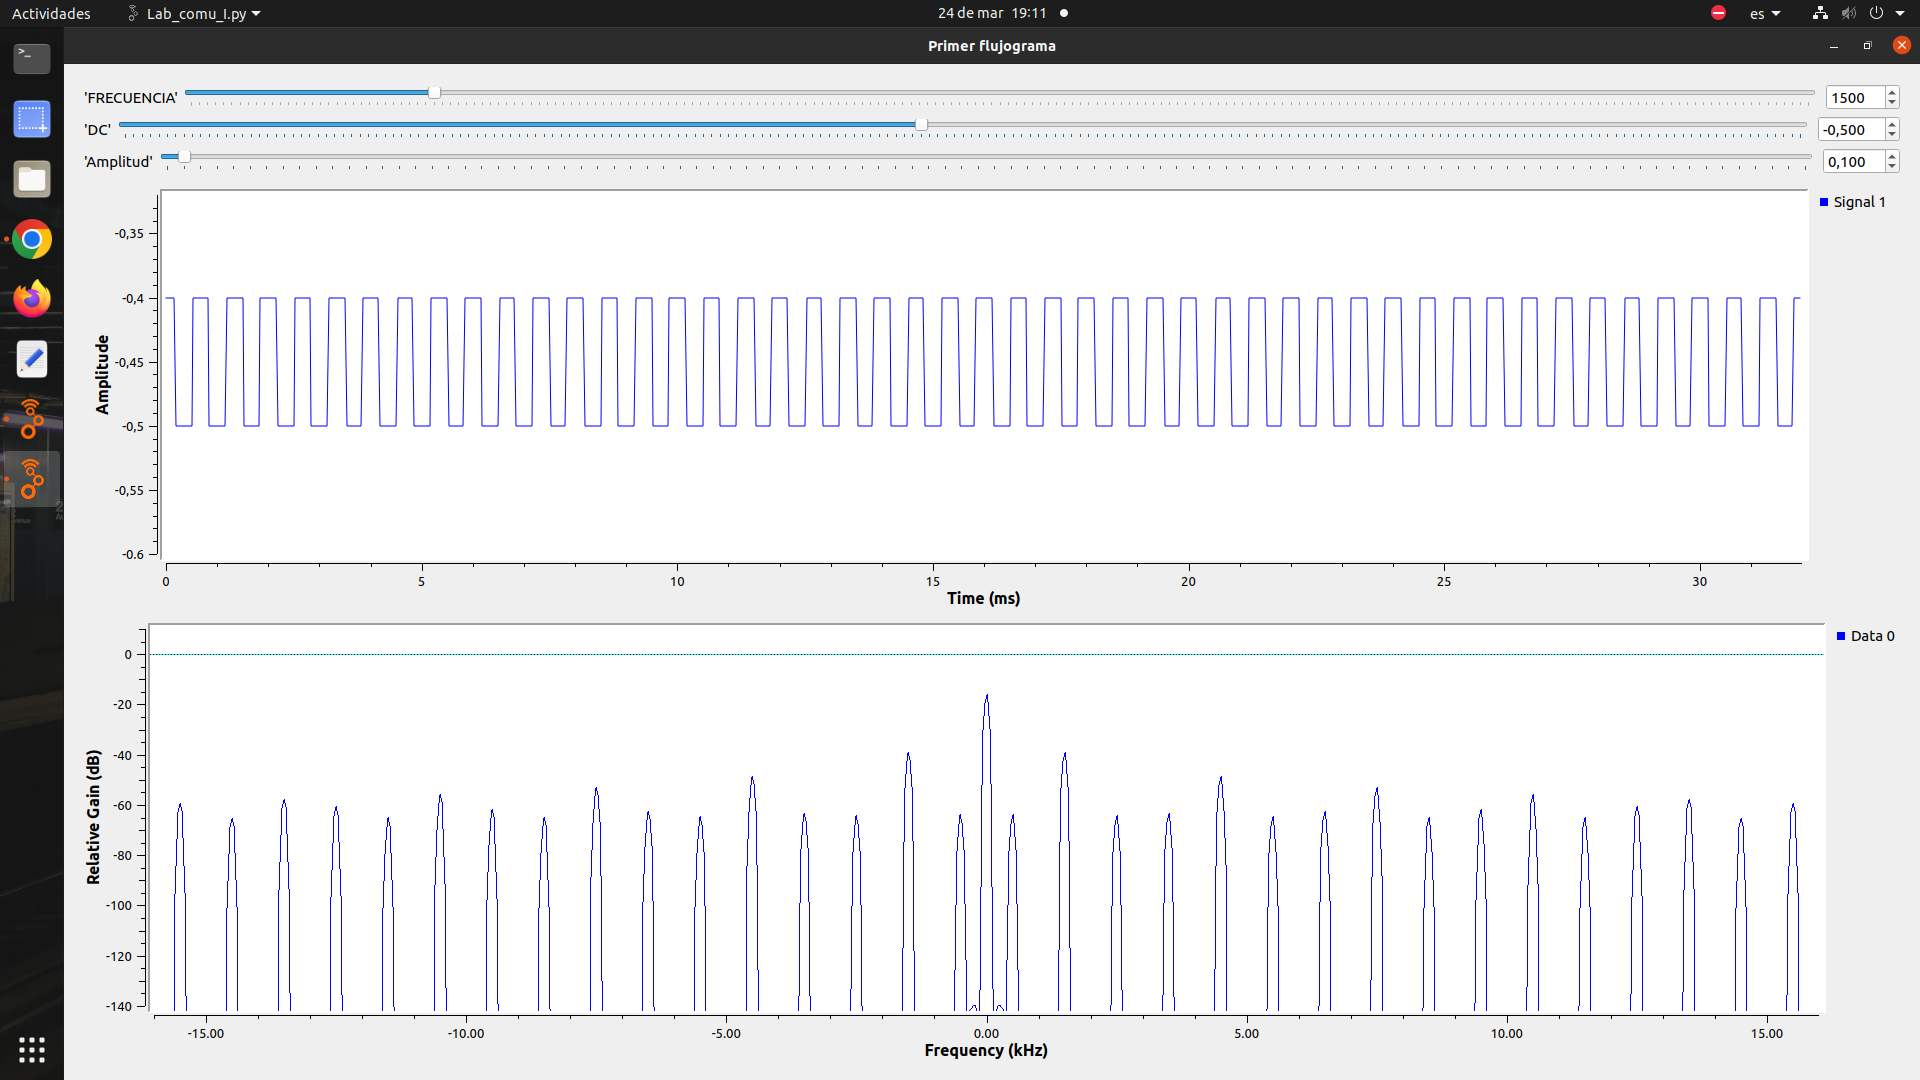 Actividades Lab_comu_I.py 24 de mar 19:11 es
Primer flujograma
'FRECUENCIA' 1500
'DC' -0,500
'Amplitud' 0,100
Signal 1
-0,35
-0,4
-0,45
-0,5
-0,55
-0.6
Amplitude
0 5 10 15 20 25 30
Time (ms)
Data 0
0
-20
-40
-60
-80
-100
-120
-140
Relative Gain (dB)
-15.00 -10.00 -5.00 0.00 5.00 10.00 15.00
Frequency (kHz)